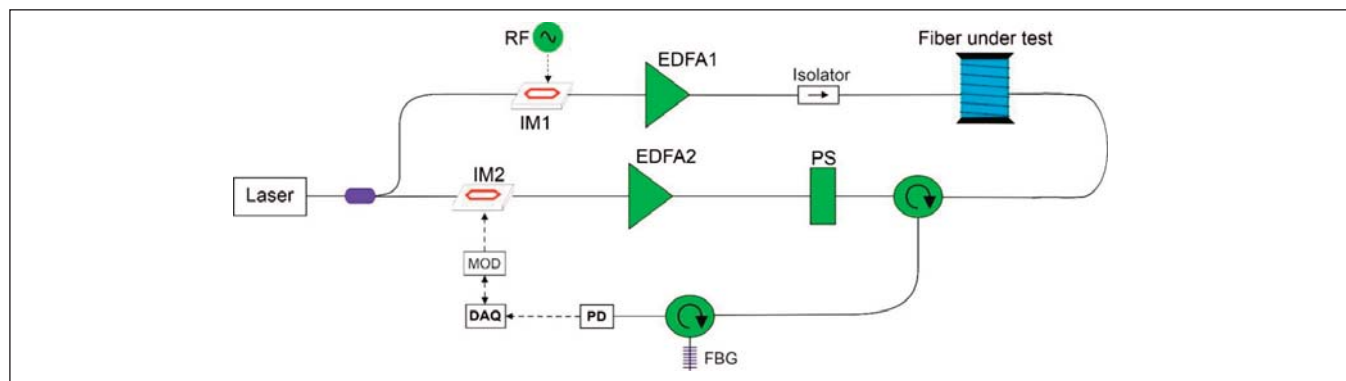 RF
EDFA1
Isolator
Fiber under test
IM1
Laser
IM2
EDFA2
PS
MOD
DAQ
PD
FBG